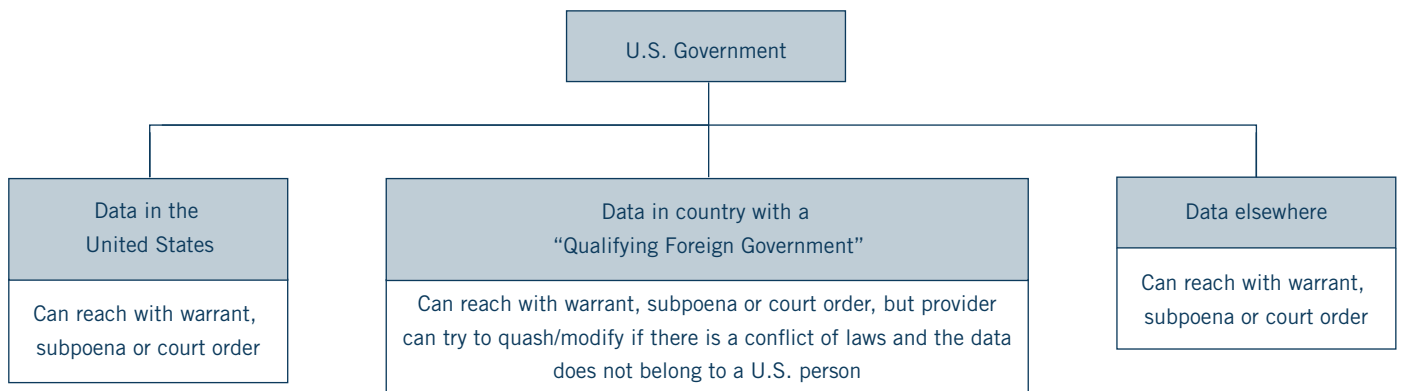 U.S. Government
Data in the
United States
Can reach with warrant,
subpoena or court order
Data in country with a
“Qualifying Foreign Government”
Can reach with warrant, subpoena or court order, but provider
can try to quash/modify if there is a conflict of laws and the data
does not belong to a U.S. person
Data elsewhere
Can reach with warrant,
subpoena or court order